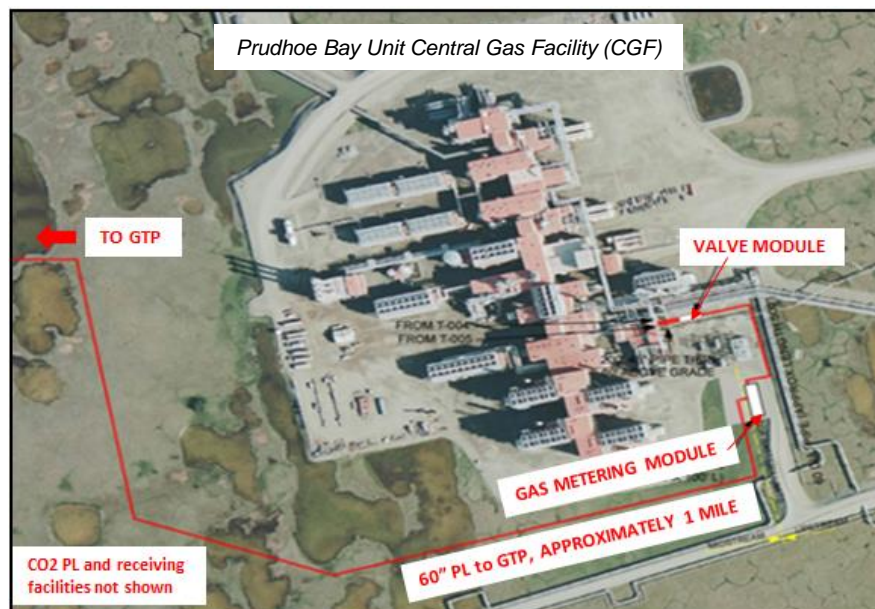 Prudhoe Bay Unit Central Gas Facility (CGF)
TO GTP
VALVE MODULE
FROM T-004
FROM T-005
GRADE
GAS METERING MODULE
60" PL to GTP, APPROXIMATELY 1 MILE
CO2 PL and receiving
facilities not shown